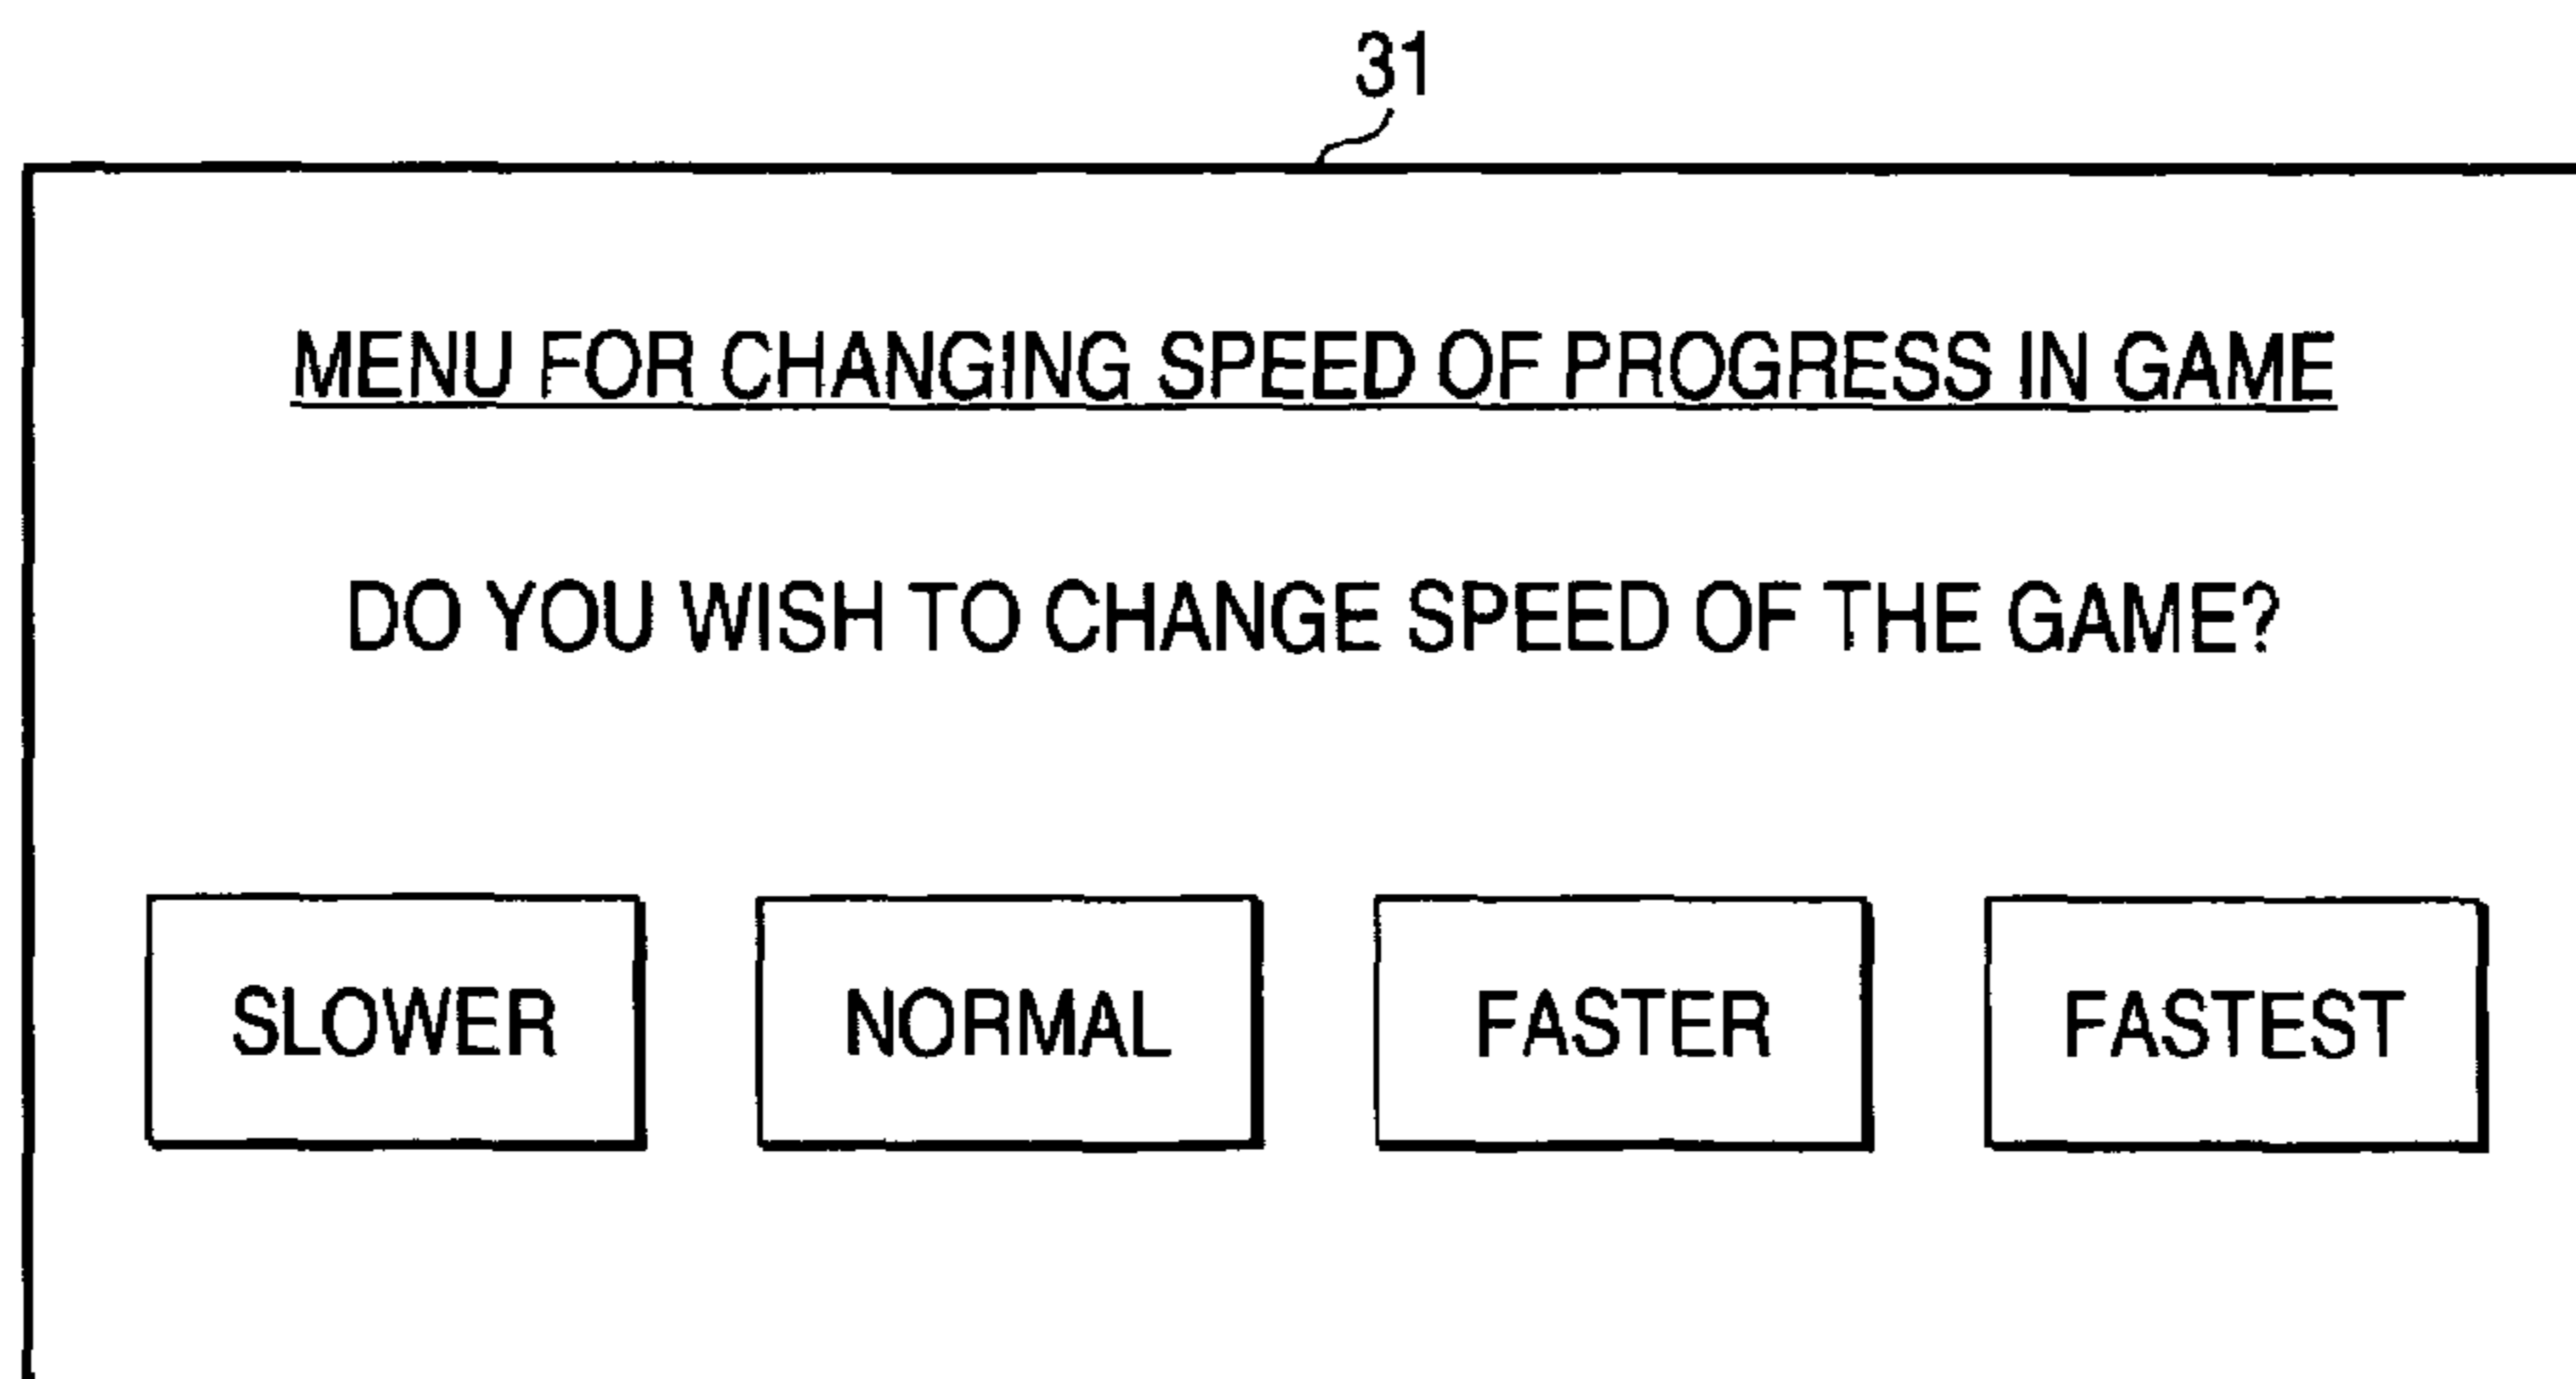 31
MENU FOR CHANGING SPEED OF PROGRESS IN GAME
DO YOU WISH TO CHANGE SPEED OF THE GAME?
SLOWER NORMAL FASTER FASTEST